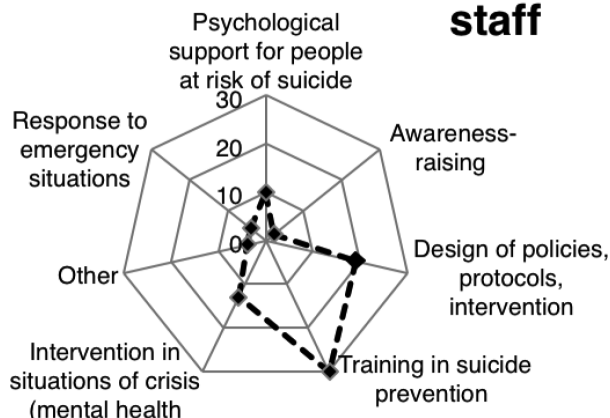 staff
Psychological
support for people
at risk of suicide
30
20
10
0
Awareness-
raising
Design of policies,
protocols,
intervention
Training in suicide
prevention
Intervention in
situations of crisis
(mental health
Other
Response to
emergency
situations